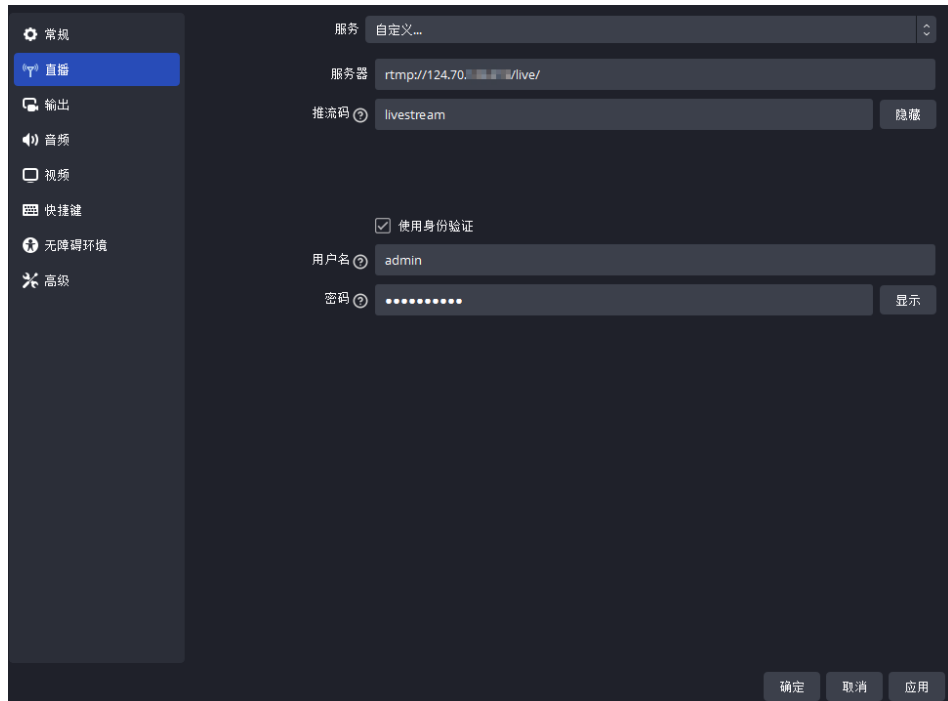 常规
直播
输出
音频
视频
快捷键
无障碍环境
高级
服务 自定义...
服务器 rtmp://124.70. /live/
推流码 ? livestream 隐藏
使用身份验证
用户名 ? admin
密码 ? •••••••••• 显示
确定 取消 应用